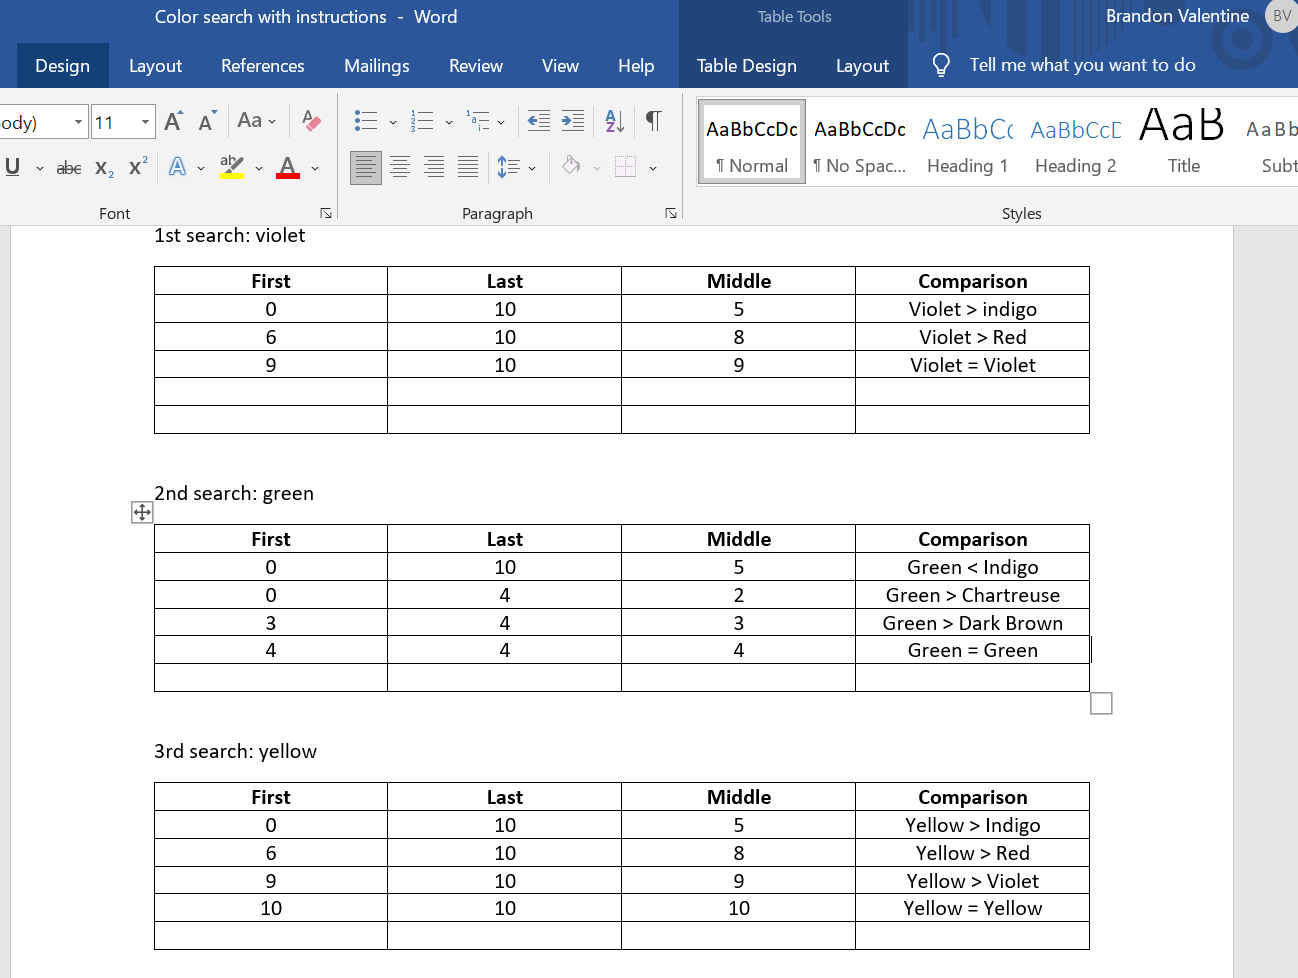 Color search with instructions - Word Table Tools Brandon Valentine BV
Design Layout References Mailings Review View Help Table Design Layout Tell me what you want to do
ody) 11 A A Aa A AaBbCcDc AaBbCcDc AaBbCc AaBbCcD AaB AaBb
U abc X2 X2 A ab A ¶ Normal ¶ No Spac... Heading 1 Heading 2 Title Subt
Font Paragraph Styles
1st search: violet
First Last Middle Comparison
0 10 5 Violet > indigo
6 10 8 Violet > Red
9 10 9 Violet = Violet
2nd search: green
First Last Middle Comparison
0 10 5 Green < Indigo
0 4 2 Green > Chartreuse
3 4 3 Green > Dark Brown
4 4 4 Green = Green
3rd search: yellow
First Last Middle Comparison
0 10 5 Yellow > Indigo
6 10 8 Yellow > Red
9 10 9 Yellow > Violet
10 10 10 Yellow = Yellow